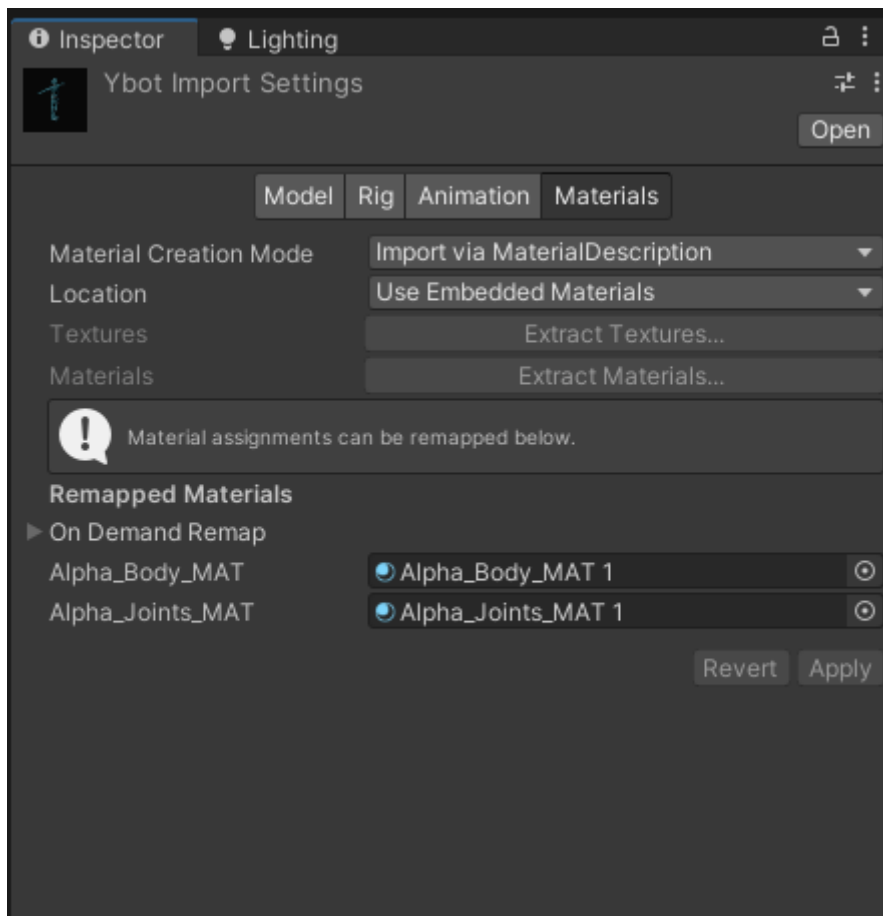 Inspector Lighting
Ybot Import Settings
Open
Model Rig Animation Materials
Material Creation Mode Import via MaterialDescription
Location Use Embedded Materials
Textures Extract Textures...
Materials Extract Materials...
Material assignments can be remapped below.
Remapped Materials
On Demand Remap
Alpha_Body_MAT Alpha_Body_MAT 1
Alpha_Joints_MAT Alpha_Joints_MAT 1
Revert Apply